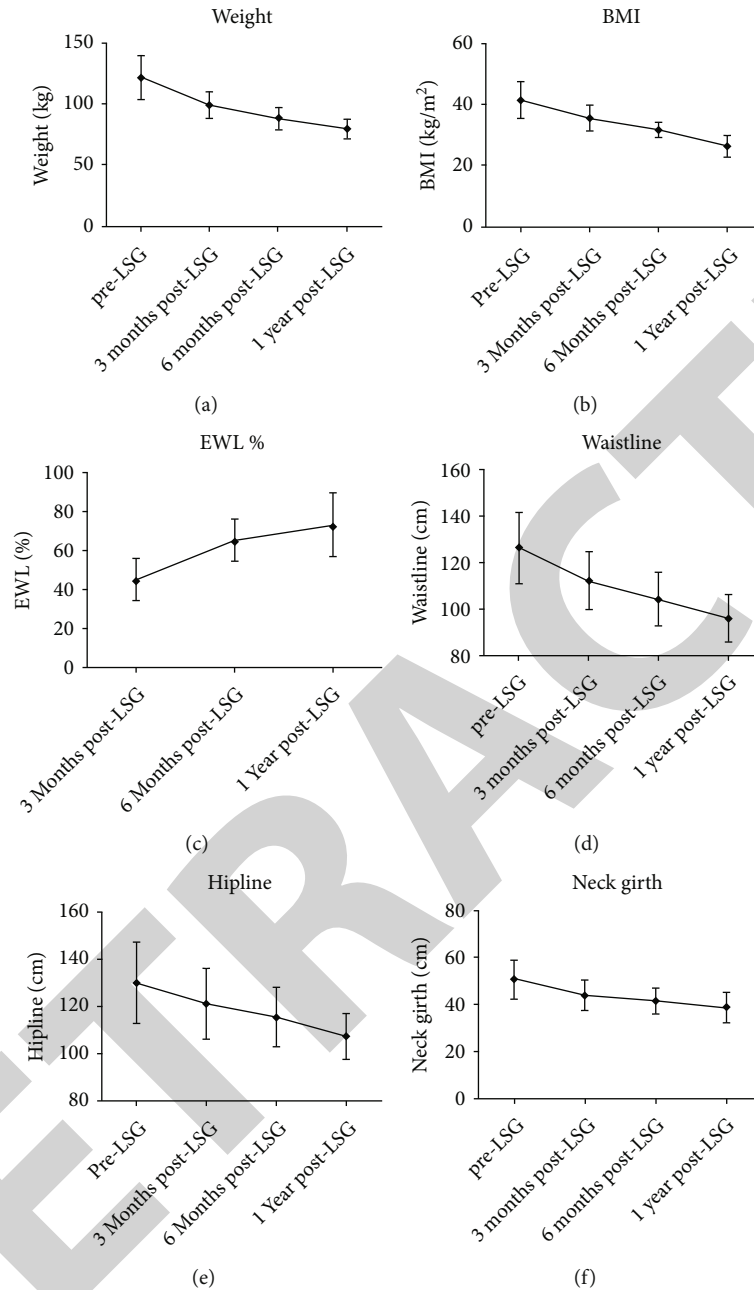 Weight
Weight (kg)
150
100
50
0
pre-LSG
3 months post-LSG
6 months post-LSG
1 year post-LSG
(a)
BMI
BMI (kg/m²)
60
40
20
0
Pre-LSG
3 Months post-LSG
6 Months post-LSG
1 Year post-LSG
(b)
EWL %
EWL (%)
100
80
60
40
20
0
3 Months post-LSG
6 Months post-LSG
1 Year post-LSG
(c)
Waistline
Waistline (cm)
160
140
120
100
80
pre-LSG
3 months post-LSG
6 months post-LSG
1 year post-LSG
(d)
Hipline
Hipline (cm)
160
140
120
100
80
Pre-LSG
3 Months post-LSG
6 Months post-LSG
1 Year post-LSG
(e)
Neck girth
Neck girth (cm)
80
60
40
20
0
pre-LSG
3 months post-LSG
6 months post-LSG
1 year post-LSG
(f)
ETRACT